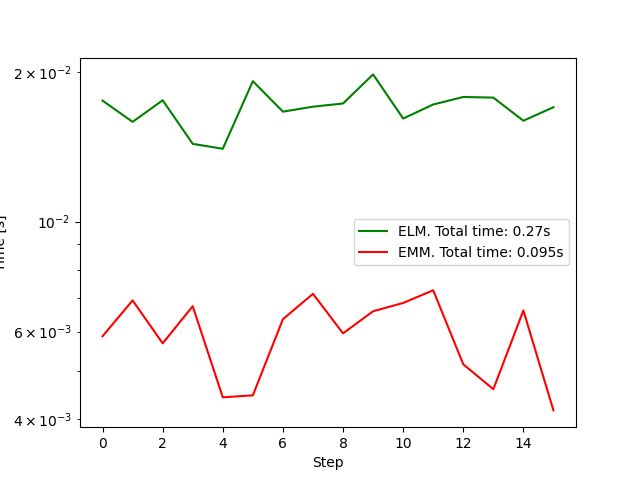 2 × 10⁻²
10⁻²
6 × 10⁻³
4 × 10⁻³
Time [s]
ELM. Total time: 0.27s
EMM. Total time: 0.095s
0 2 4 6 8 10 12 14
Step